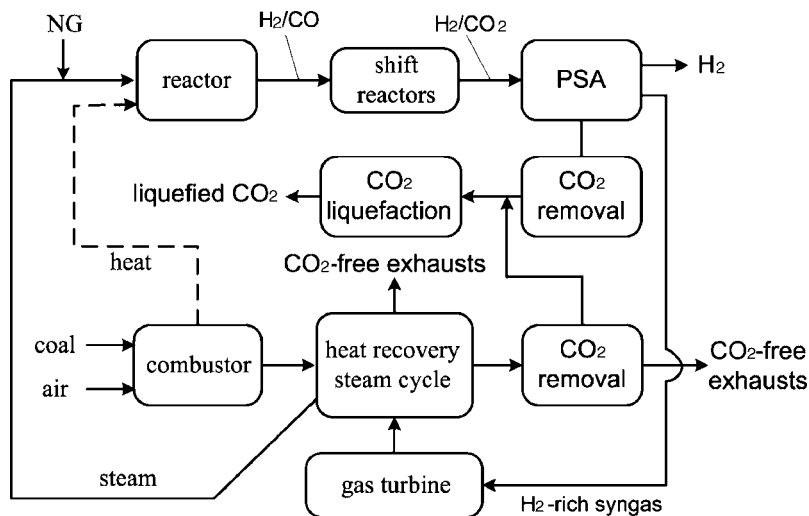 NG
H2/CO
H2/CO2
reactor
shift
reactors
PSA
H2
liquefied CO2
CO2
liquefaction
CO2
removal
heat
CO2-free exhausts
coal
air
combustor
heat recovery
steam cycle
CO2
removal
CO2-free
exhausts
steam
gas turbine
H2-rich syngas